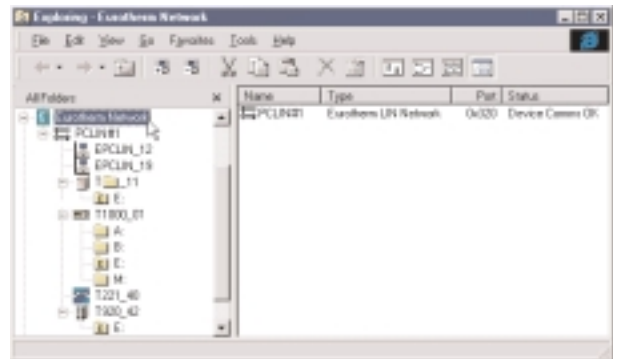 Exploring - Eurotherm Network
File Edit View Go Favorites Tools Help
All Folders
Name Type Port Status
Eurotherm Network
PCLIN#1 Eurotherm LIN Network 0x320 Device Comms OK
PCLIN#1
EPCLIN_12
EPCLIN_19
_11
E:
T1000_01
A:
B:
E:
M:
T221_40
T920_42
E: